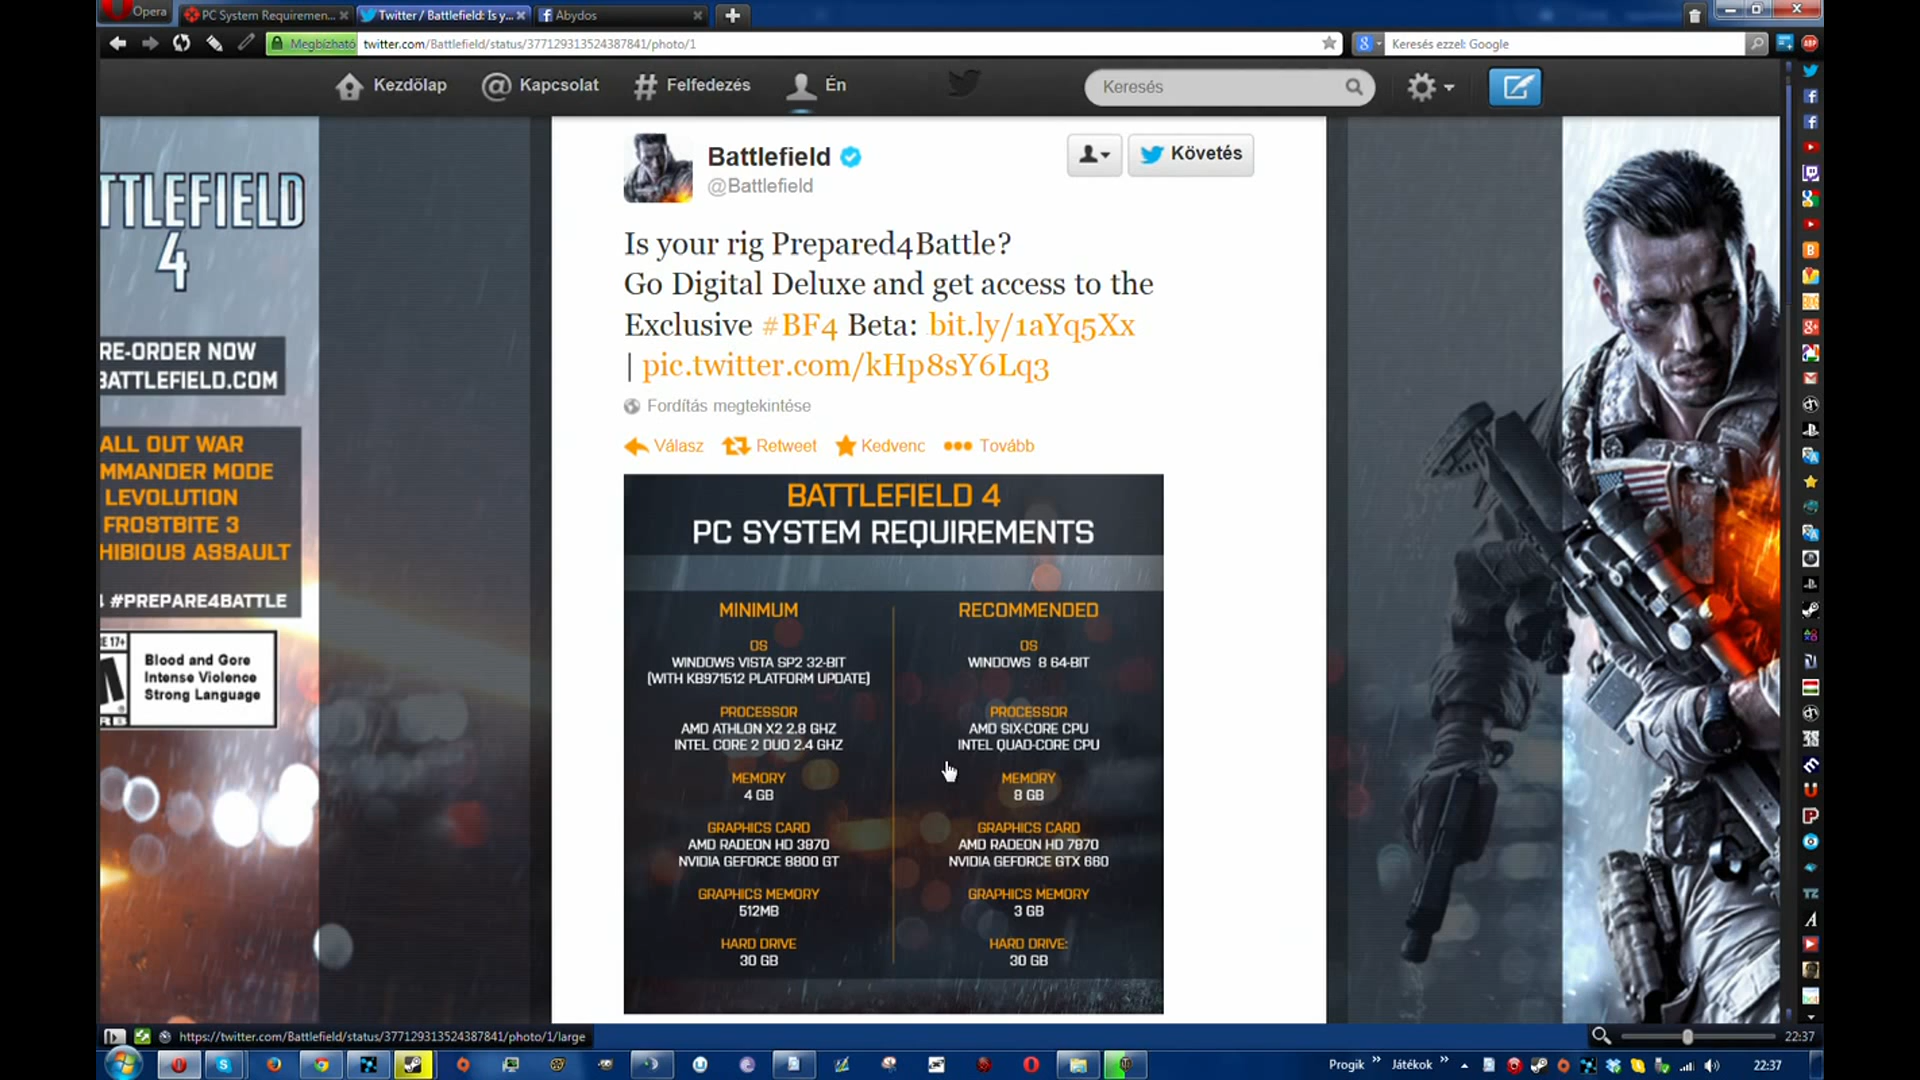 Opera
PC System Requiremen...
Twitter / Battlefield: Is y...
Abydos
Megbízható
twitter.com/Battlefield/status/377129313524387841/photo/1
Keresés ezzel: Google
Kezdőlap
Kapcsolat
Felfedezés
Én
Keresés
Battlefield
@Battlefield
Követés
Is your rig Prepared4Battle?
Go Digital Deluxe and get access to the
Exclusive #BF4 Beta: bit.ly/1aYq5Xx
| pic.twitter.com/kHp8sY6Lq3
Fordítás megtekintése
Válasz
Retweet
Kedvenc
Tovább
TTLEFIELD
4
RE-ORDER NOW
BATTLEFIELD.COM
ALL OUT WAR
MMANDER MODE
LEVOLUTION
FROSTBITE 3
HIBIOUS ASSAULT
#PREPARE4BATTLE
E 17+
Blood and Gore
Intense Violence
Strong Language
BATTLEFIELD 4
PC SYSTEM REQUIREMENTS
MINIMUM
OS
WINDOWS VISTA SP2 32-BIT
(WITH KB971512 PLATFORM UPDATE)
PROCESSOR
AMD ATHLON X2 2.8 GHZ
INTEL CORE 2 DUO 2.4 GHZ
MEMORY
4 GB
GRAPHICS CARD
AMD RADEON HD 3870
NVIDIA GEFORCE 8800 GT
GRAPHICS MEMORY
512MB
HARD DRIVE
30 GB
RECOMMENDED
OS
WINDOWS 8 64-BIT
PROCESSOR
AMD SIX-CORE CPU
INTEL QUAD-CORE CPU
MEMORY
8 GB
GRAPHICS CARD
AMD RADEON HD 7870
NVIDIA GEFORCE GTX 660
GRAPHICS MEMORY
3 GB
HARD DRIVE:
30 GB
https://twitter.com/Battlefield/status/377129313524387841/photo/1/large
22:37
Progik
Játékok
22:37